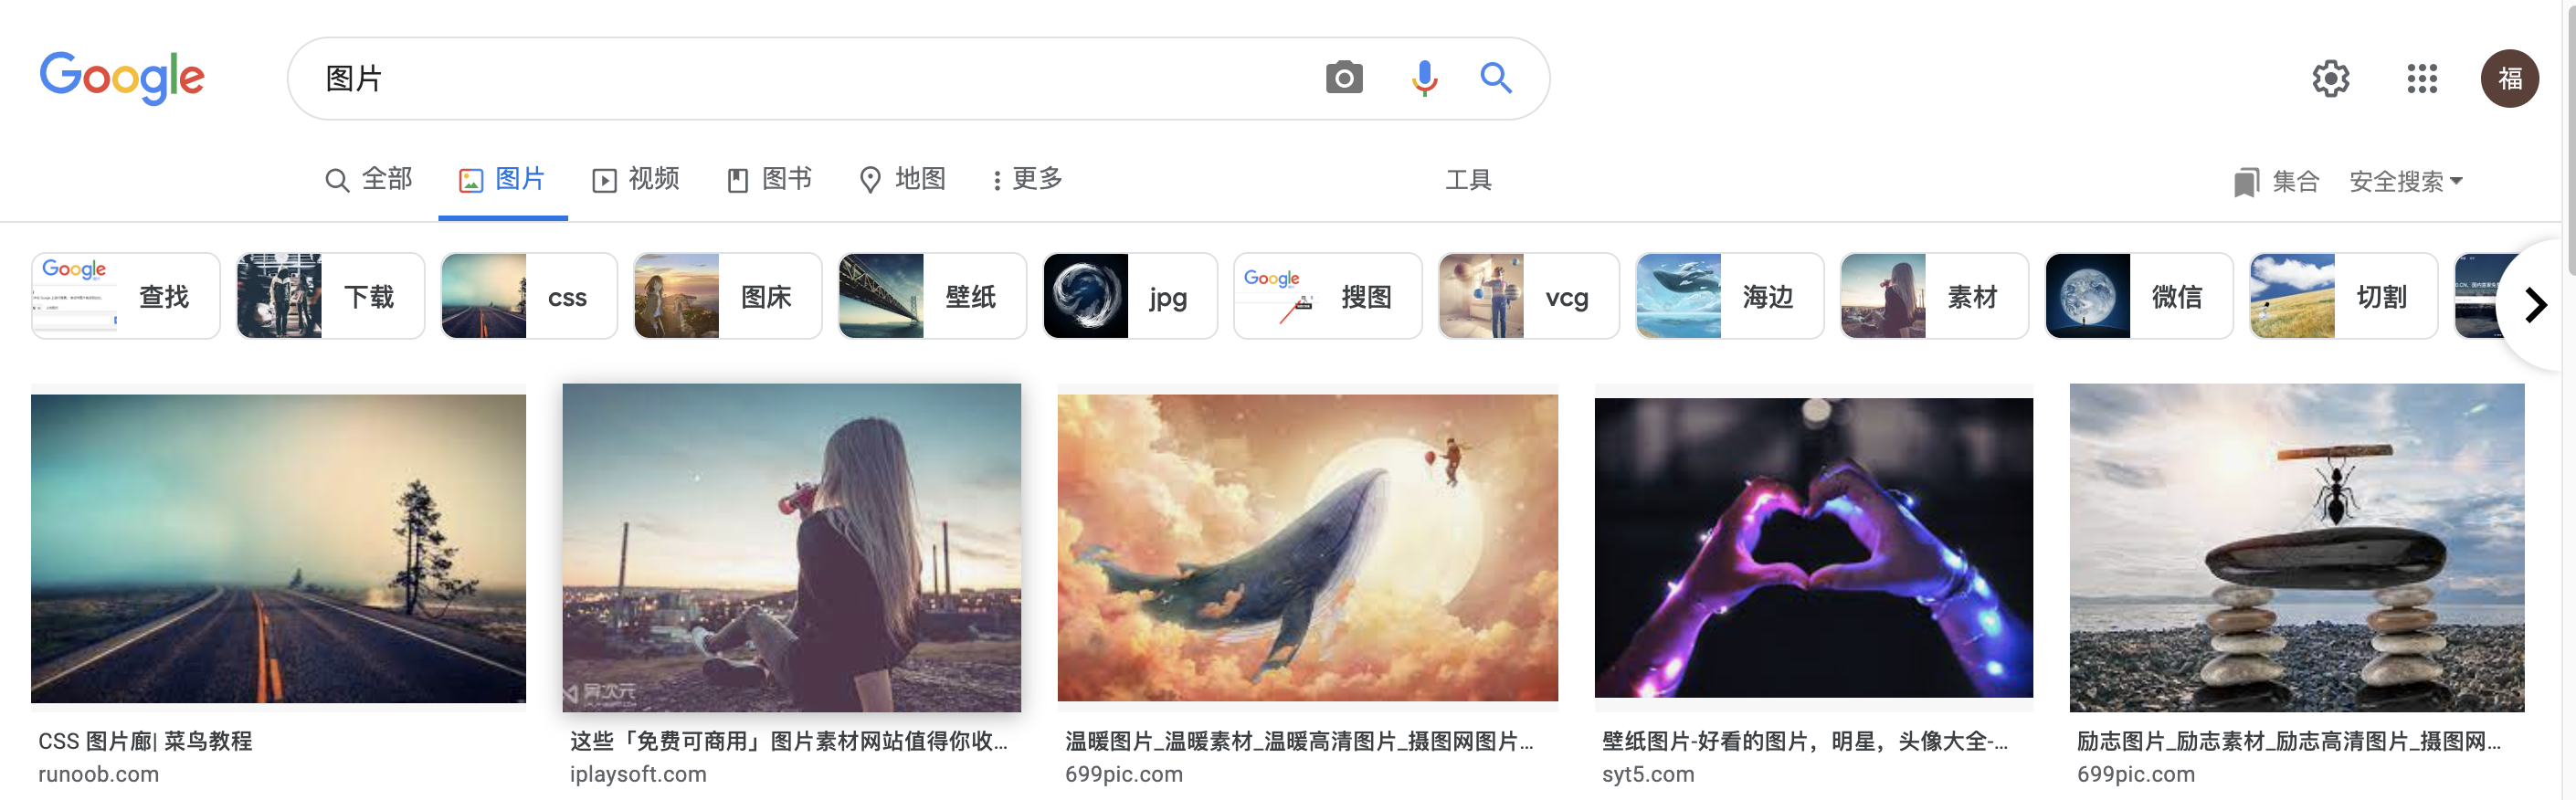 Google
图片
福
全部
图片
视频
图书
地图
更多
工具
集合
安全搜索
Google
查找
下载
css
图床
壁纸
jpg
Google
搜图
vcg
海边
素材
微信
切割
异次元
CSS 图片廊| 菜鸟教程
runoob.com
这些「免费可商用」图片素材网站值得你收...
iplaysoft.com
温暖图片_温暖素材_温暖高清图片_摄图网图片...
699pic.com
壁纸图片-好看的图片，明星，头像大全-...
syt5.com
励志图片_励志素材_励志高清图片_摄图网...
699pic.com